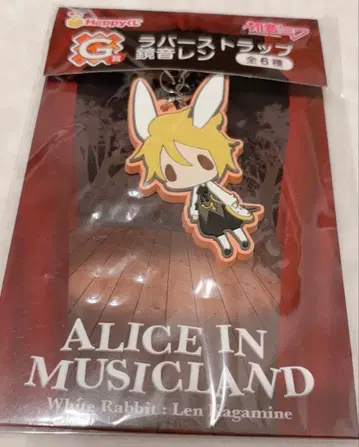 Happyくじ
G賞
ラバーストラップ
鏡音レン
全6種
初音ミク
ALICE IN
MUSICLAND
White Rabbit : Len Kagamine